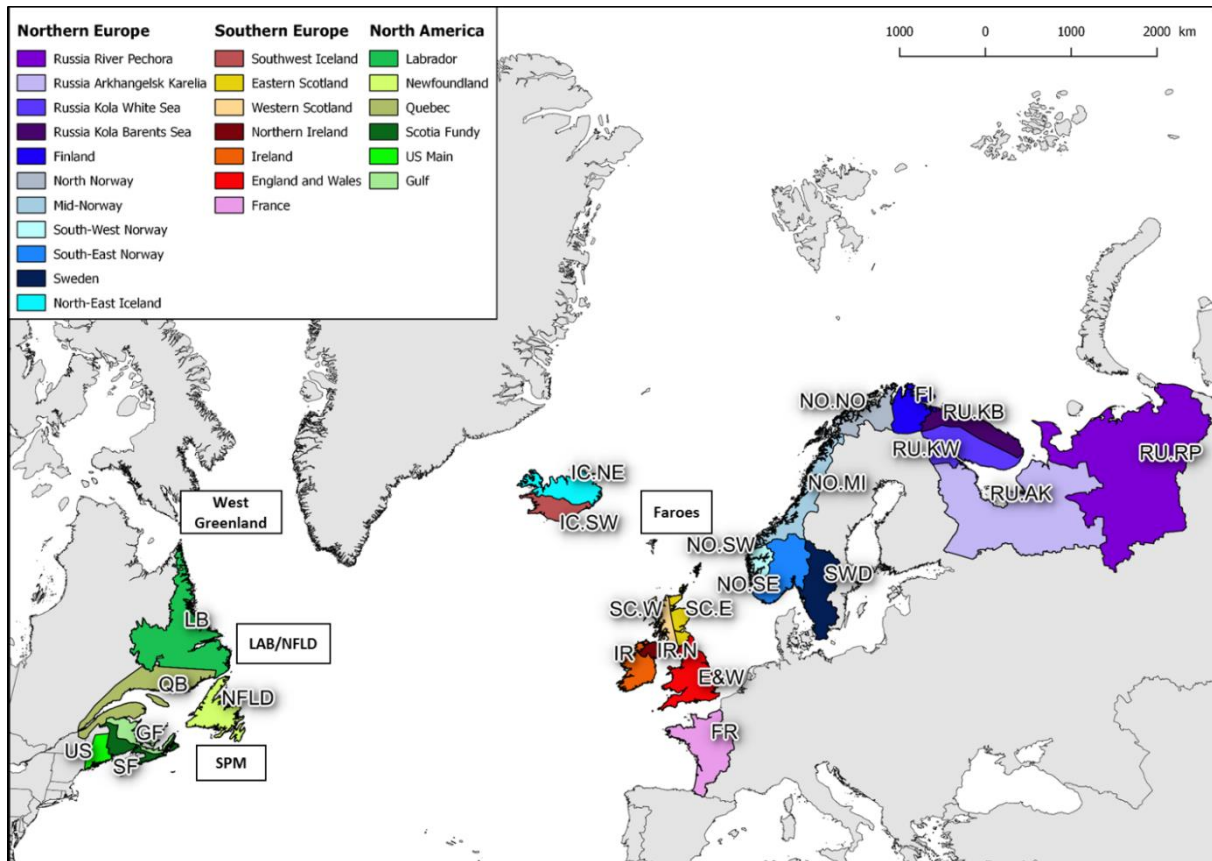 Northern Europe
Russia River Pechora
Russia Arkhangelsk Karelia
Russia Kola White Sea
Russia Kola Barents Sea
Finland
North Norway
Mid-Norway
South-West Norway
South-East Norway
Sweden
North-East Iceland
Southern Europe
Southwest Iceland
Eastern Scotland
Western Scotland
Northern Ireland
Ireland
England and Wales
France
North America
Labrador
Newfoundland
Quebec
Scotia Fundy
US Main
Gulf
1000 0 1000 2000 km
NO.NO
FI
RU.KB
RU.KW
RU.RP
RU.AK
NO.MI
IC.NE
IC.SW
West
Greenland
Faroes
NO.SW
NO.SE
SWD
SC.W
SC.E
LB
LAB/NFLD
IR
IR.N
E&W
QB
NFLD
GF
US
SF
SPM
FR